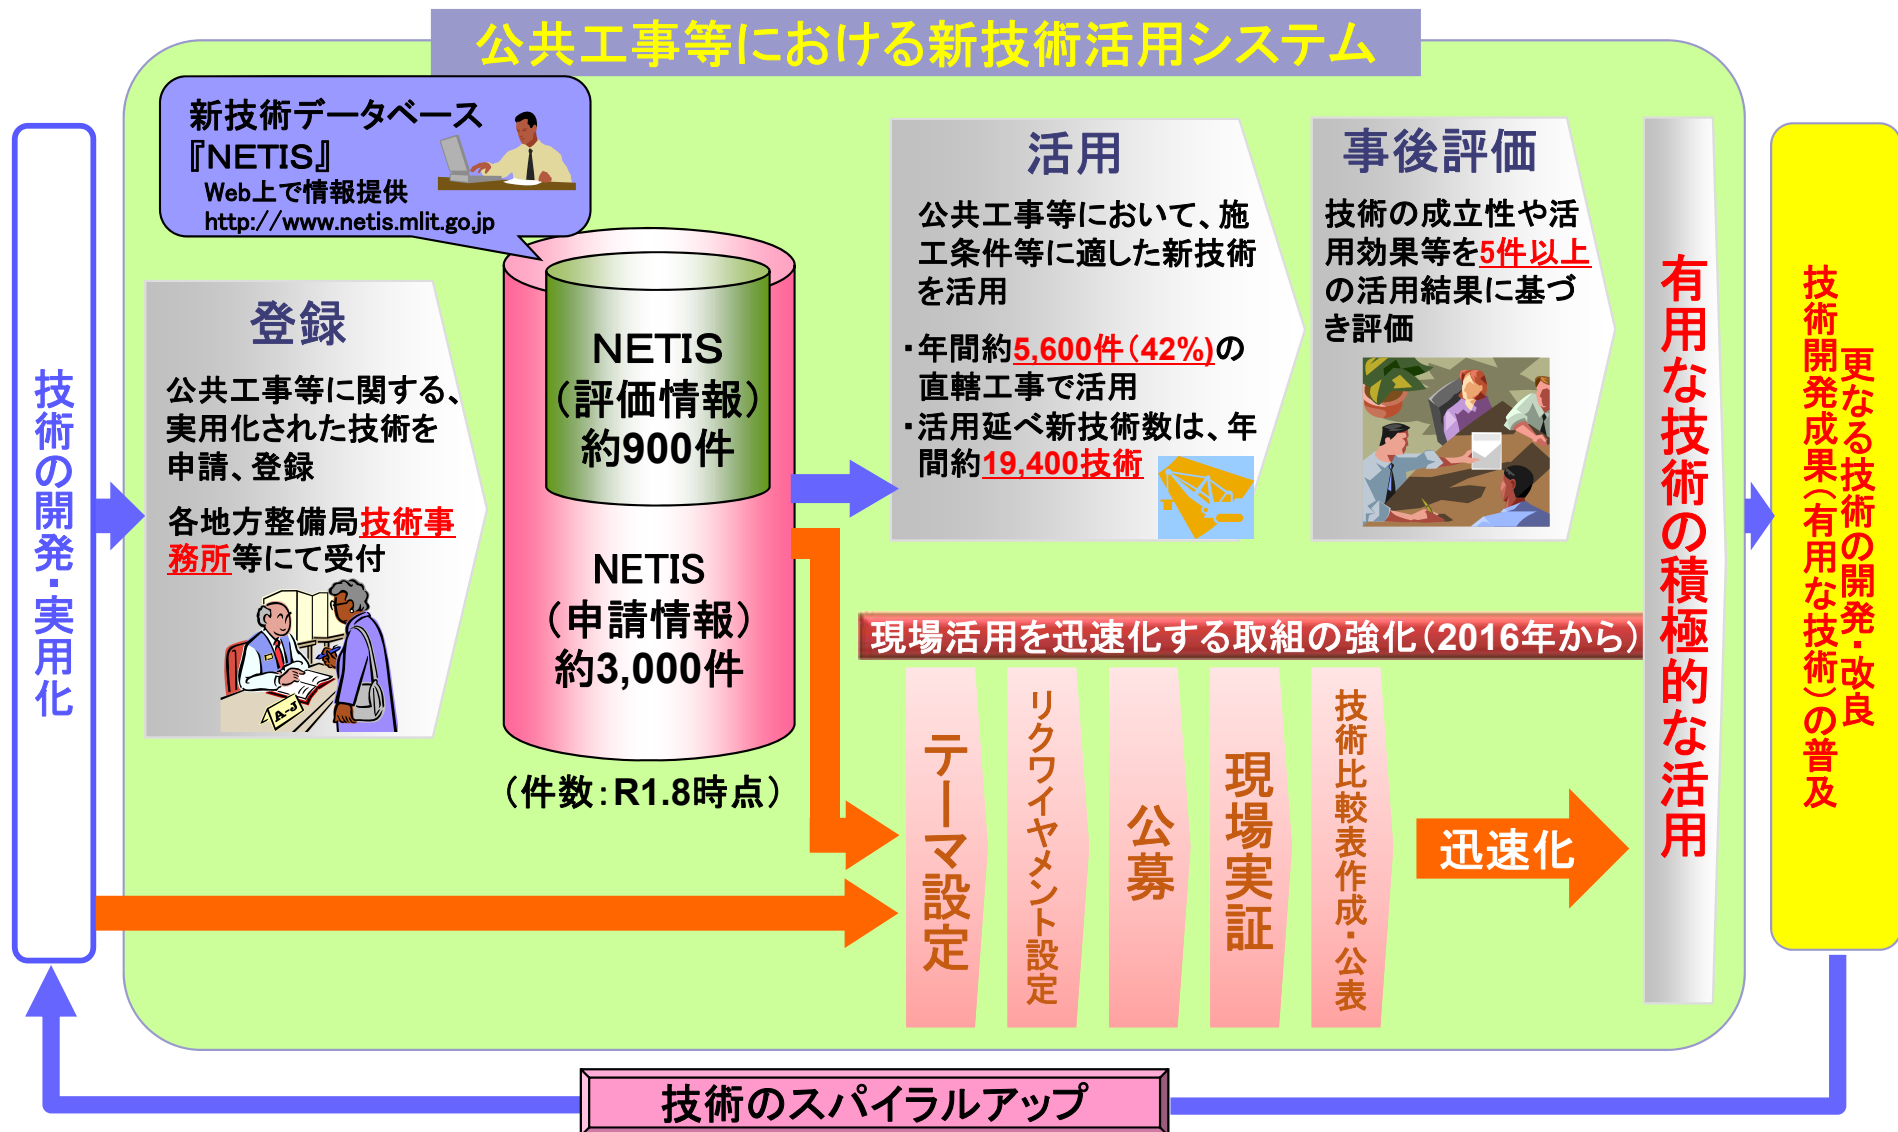 公共工事等における新技術活用システム
新技術データベース
『NETIS』
Web上で情報提供
http://www.netis.mlit.go.jp
技術の開発・実用化
登録
公共工事等に関する、
実用化された技術を
申請、登録
各地方整備局技術事
務所等にて受付
A-J
NETIS
（評価情報）
約900件
NETIS
（申請情報）
約3,000件
（件数：R1.8時点）
活用
公共工事等において、施
工条件等に適した新技術
を活用
・年間約5,600件（42%)の
直轄工事で活用
・活用延べ新技術数は、年
間約19,400技術
事後評価
技術の成立性や活
用効果等を5件以上
の活用結果に基づ
き評価
現場活用を迅速化する取組の強化（2016年から）
テーマ設定
リクワイヤメント設定
公募
現場実証
技術比較表作成・公表
迅速化
有用な技術の積極的な活用
更なる技術の開発・改良
技術開発成果（有用な技術）の普及
技術のスパイラルアップ